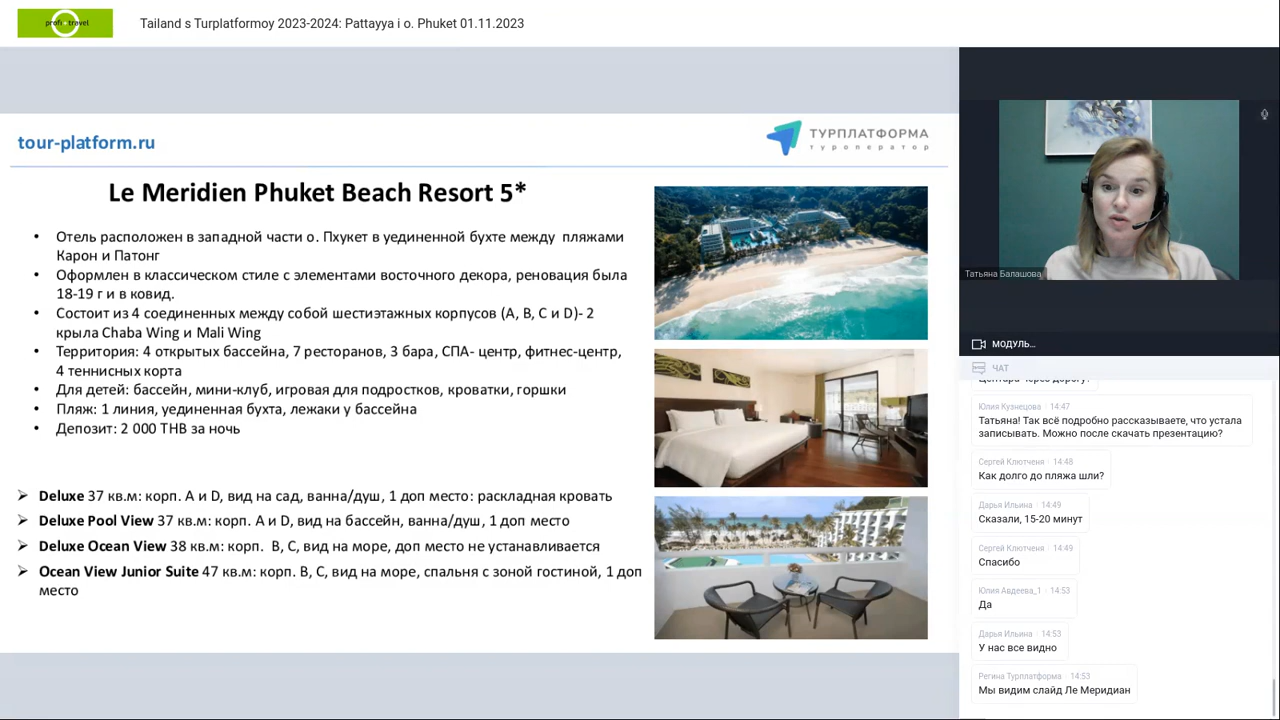 profi travel
Tailand s Turplatformoy 2023-2024: Pattayya i o. Phuket 01.11.2023
tour-platform.ru
ТУРПЛАТФОРМА
туроператор
Le Meridien Phuket Beach Resort 5*
• Отель расположен в западной части о. Пхукет в уединенной бухте между пляжами
Карон и Патонг
• Оформлен в классическом стиле с элементами восточного декора, реновация была
18-19 г и в ковид.
• Состоит из 4 соединенных между собой шестиэтажных корпусов (A, B, C и D)- 2
крыла Chaba Wing и Mali Wing
• Территория: 4 открытых бассейна, 7 ресторанов, 3 бара, СПА- центр, фитнес-центр,
4 теннисных корта
• Для детей: бассейн, мини-клуб, игровая для подростков, кроватки, горшки
• Пляж: 1 линия, уединенная бухта, лежаки у бассейна
• Депозит: 2 000 THB за ночь
Deluxe 37 кв.м: корп. A и D, вид на сад, ванна/душ, 1 доп место: раскладная кровать
Deluxe Pool View 37 кв.м: корп. A и D, вид на бассейн, ванна/душ, 1 доп место
Deluxe Ocean View 38 кв.м: корп. B, C, вид на море, доп место не устанавливается
Ocean View Junior Suite 47 кв.м: корп. B, C, вид на море, спальня с зоной гостиной, 1 доп
место
Татьяна Балашова
МОДУЛЬ...
ЧАТ
Центара через дорогу?
Юлия Кузнецова · 14:47
Татьяна! Так всё подробно рассказываете, что устала
записывать. Можно после скачать презентацию?
Сергей Клютченя · 14:48
Как долго до пляжа шли?
Дарья Ильина · 14:49
Сказали, 15-20 минут
Сергей Клютченя · 14:49
Спасибо
Юлия Авдеева_1 · 14:53
Да
Дарья Ильина · 14:53
У нас все видно
Регина Турплатформа · 14:53
Мы видим слайд Ле Меридиан